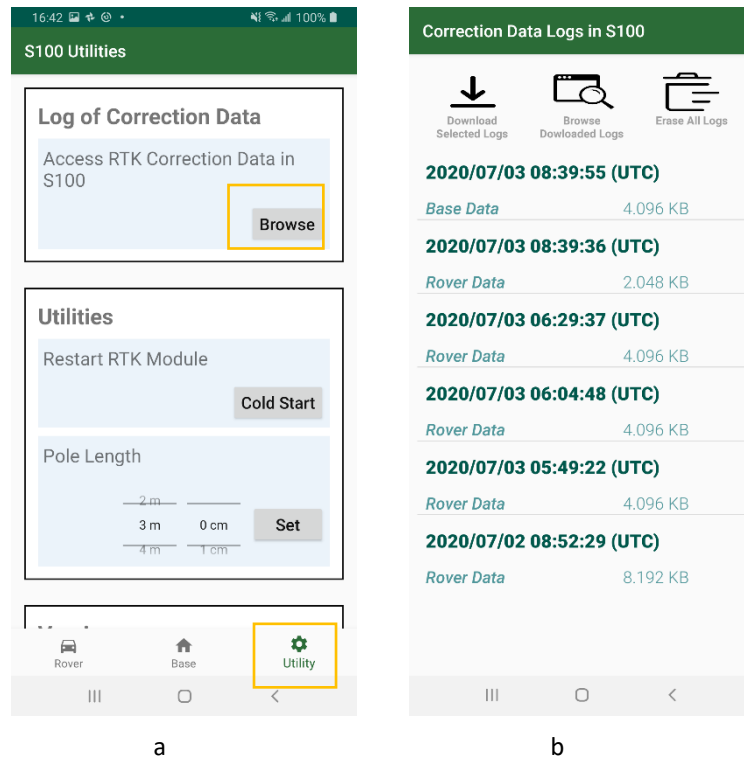 16:42
100%
S100 Utilities
Log of Correction Data
Access RTK Correction Data in
S100
Browse
Utilities
Restart RTK Module
Cold Start
Pole Length
2 m
3 m 0 cm Set
4 m 1 cm
Rover Base Utility
a
Correction Data Logs in S100
Download Browse Erase All Logs
Selected Logs Dowloaded Logs
2020/07/03 08:39:55 (UTC)
Base Data 4.096 KB
2020/07/03 08:39:36 (UTC)
Rover Data 2.048 KB
2020/07/03 06:29:37 (UTC)
Rover Data 4.096 KB
2020/07/03 06:04:48 (UTC)
Rover Data 4.096 KB
2020/07/03 05:49:22 (UTC)
Rover Data 4.096 KB
2020/07/02 08:52:29 (UTC)
Rover Data 8.192 KB
b